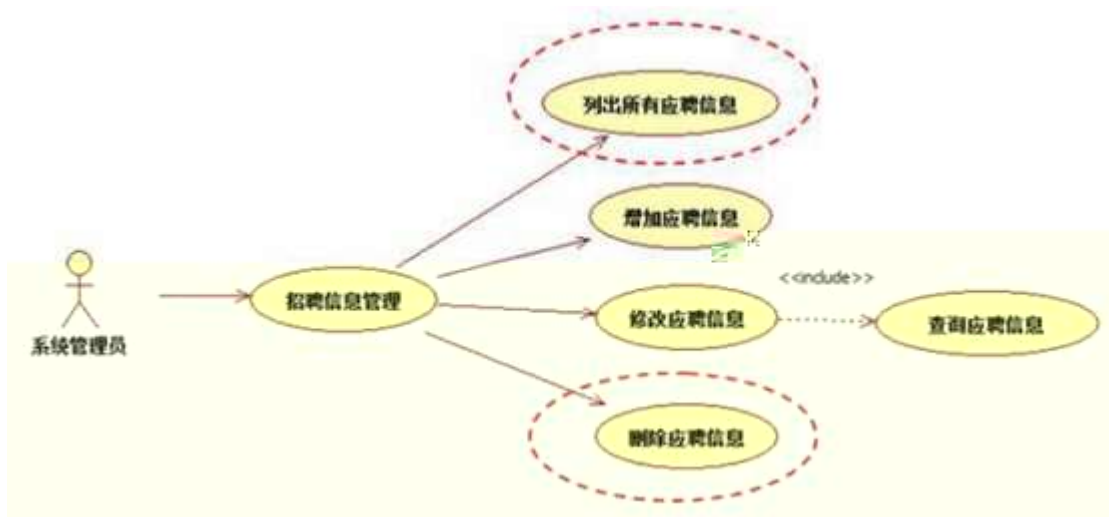 列出所有应聘信息
增加应聘信息
<<include>>
招聘信息管理
修改应聘信息
查询应聘信息
系统管理员
删除应聘信息